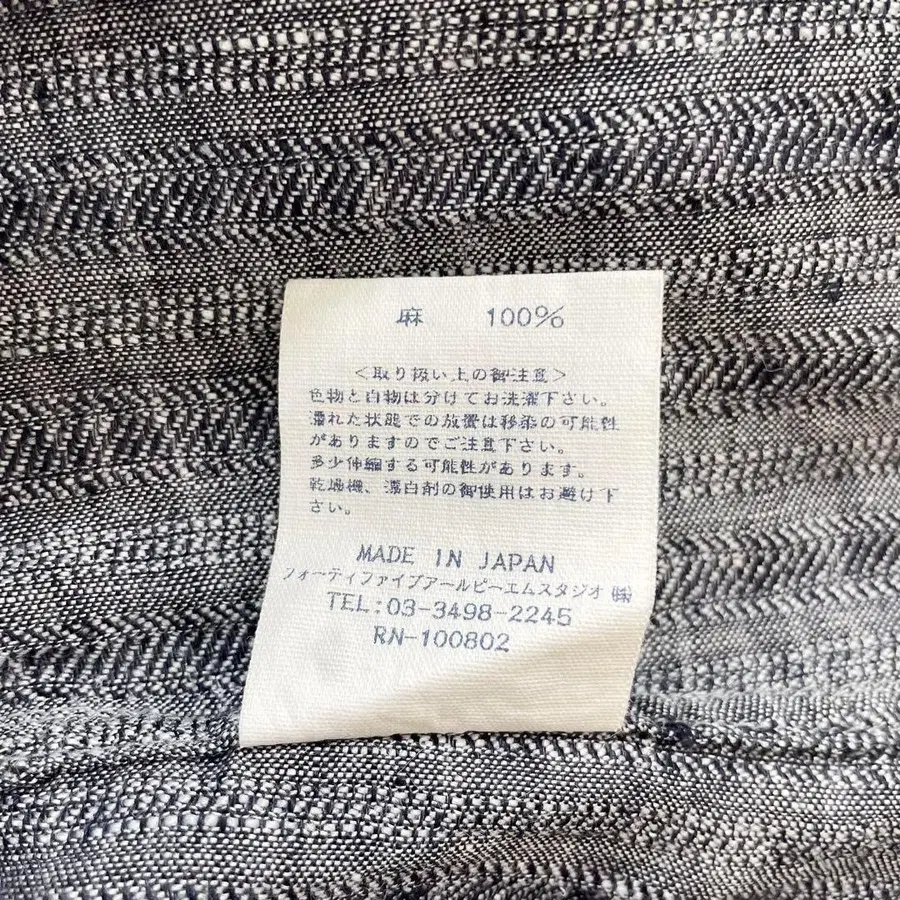 麻 100%
<取り扱い上の御注意>
色物と白物は分けてお洗濯下さい。
濡れた状態での放置は移染の可能性
がありますのでご注意下さい。
多少伸縮する可能性があります。
乾燥機、漂白剤の御使用はお避け下
さい。
MADE IN JAPAN
フォーティファイブアールピーエムスタジオ㈱
TEL:03-3498-2245
RN-100802